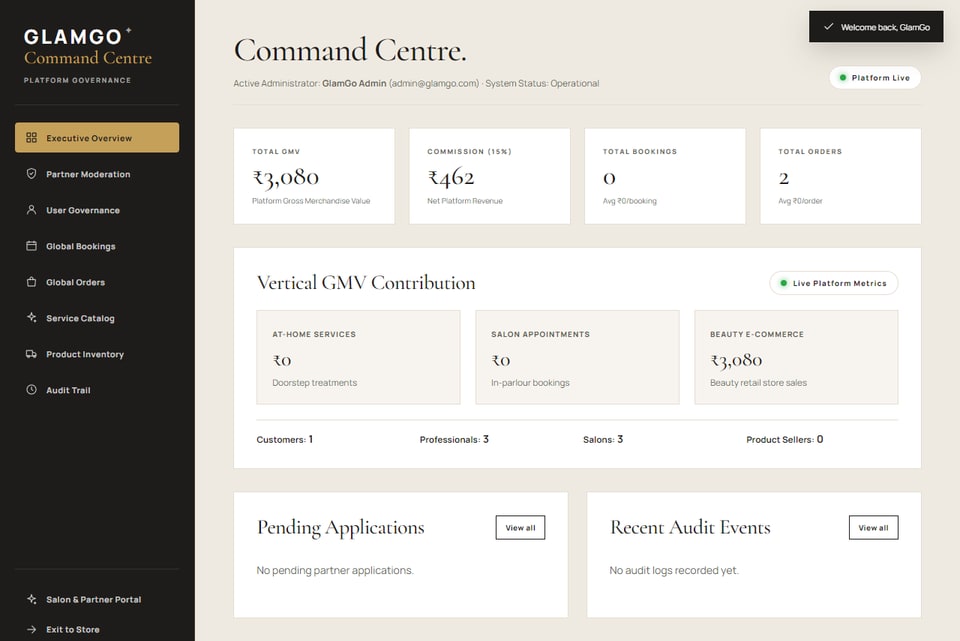 GLAMGO
Command Centre
PLATFORM GOVERNANCE
Executive Overview
Partner Moderation
User Governance
Global Bookings
Global Orders
Service Catalog
Product Inventory
Audit Trail
Salon & Partner Portal
Exit to Store
Welcome back, GlamGo
Command Centre.
Active Administrator: GlamGo Admin (admin@glamgo.com) · System Status: Operational
Platform Live
TOTAL GMV
₹3,080
Platform Gross Merchandise Value
COMMISSION (15%)
₹462
Net Platform Revenue
TOTAL BOOKINGS
0
Avg ₹0/booking
TOTAL ORDERS
2
Avg ₹0/order
Vertical GMV Contribution
Live Platform Metrics
AT-HOME SERVICES
₹0
Doorstep treatments
SALON APPOINTMENTS
₹0
In-parlour bookings
BEAUTY E-COMMERCE
₹3,080
Beauty retail store sales
Customers: 1
Professionals: 3
Salons: 3
Product Sellers: 0
Pending Applications
View all
No pending partner applications.
Recent Audit Events
View all
No audit logs recorded yet.